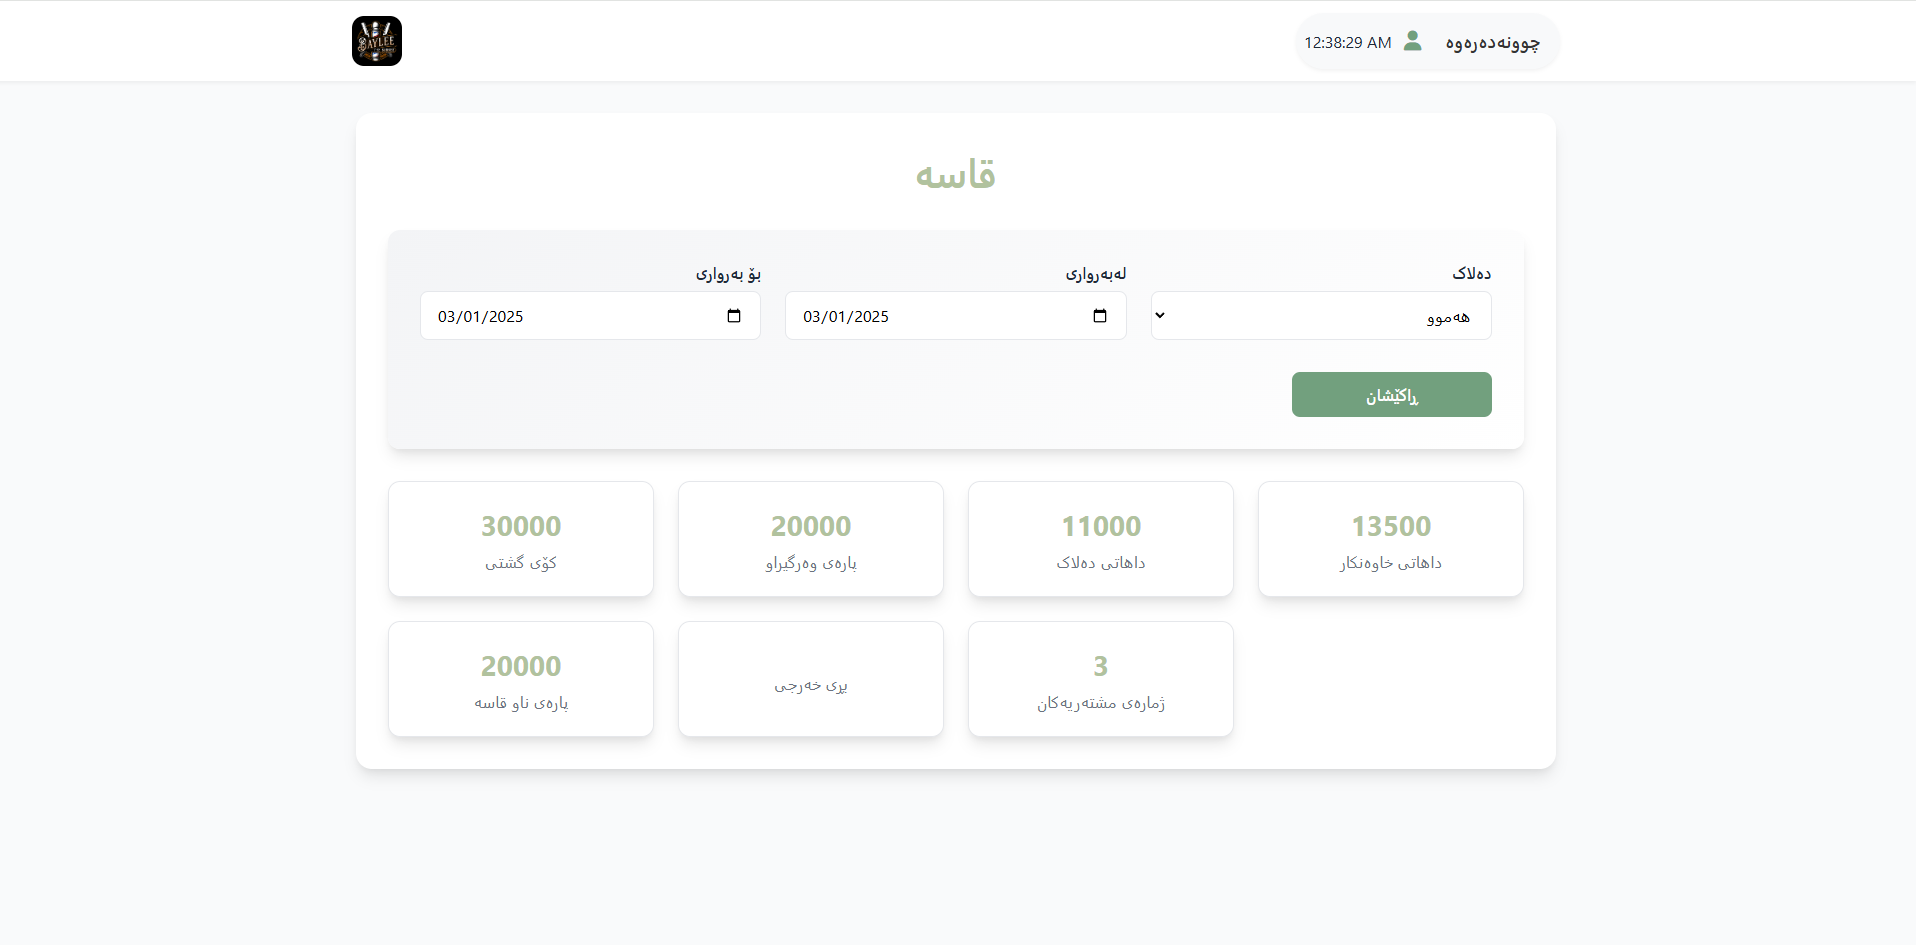 BAYLEE
چوونەدەرەوە
12:38:29 AM
قاسە
دەلاک
هەموو
لەبەرواری
03/01/2025
بۆ بەرواری
03/01/2025
ڕاکێشان
13500
داهاتی خاوەنکار
11000
داهاتی دەلاک
20000
پارەی وەرگیراو
30000
کۆی گشتی
3
ژمارەی مشتەریەکان
بڕی خەرجی
20000
پارەی ناو قاسە